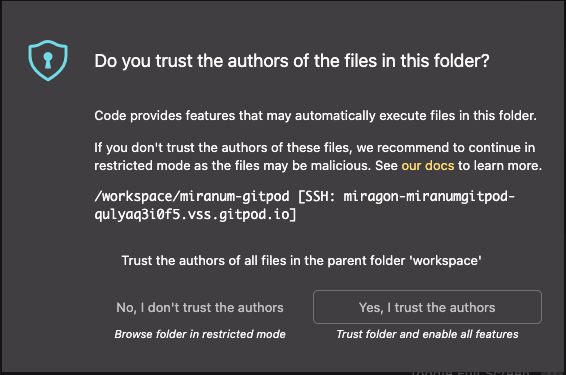 Do you trust the authors of the files in this folder?
Code provides features that may automatically execute files in this folder.
If you don't trust the authors of these files, we recommend to continue in
restricted mode as the files may be malicious. See our docs to learn more.
/workspace/miranum-gitpod [SSH: miragon-miranumgitpod-
qulyaq3i0f5.vss.gitpod.io]
Trust the authors of all files in the parent folder 'workspace'
No, I don't trust the authors
Yes, I trust the authors
Browse folder in restricted mode
Trust folder and enable all features